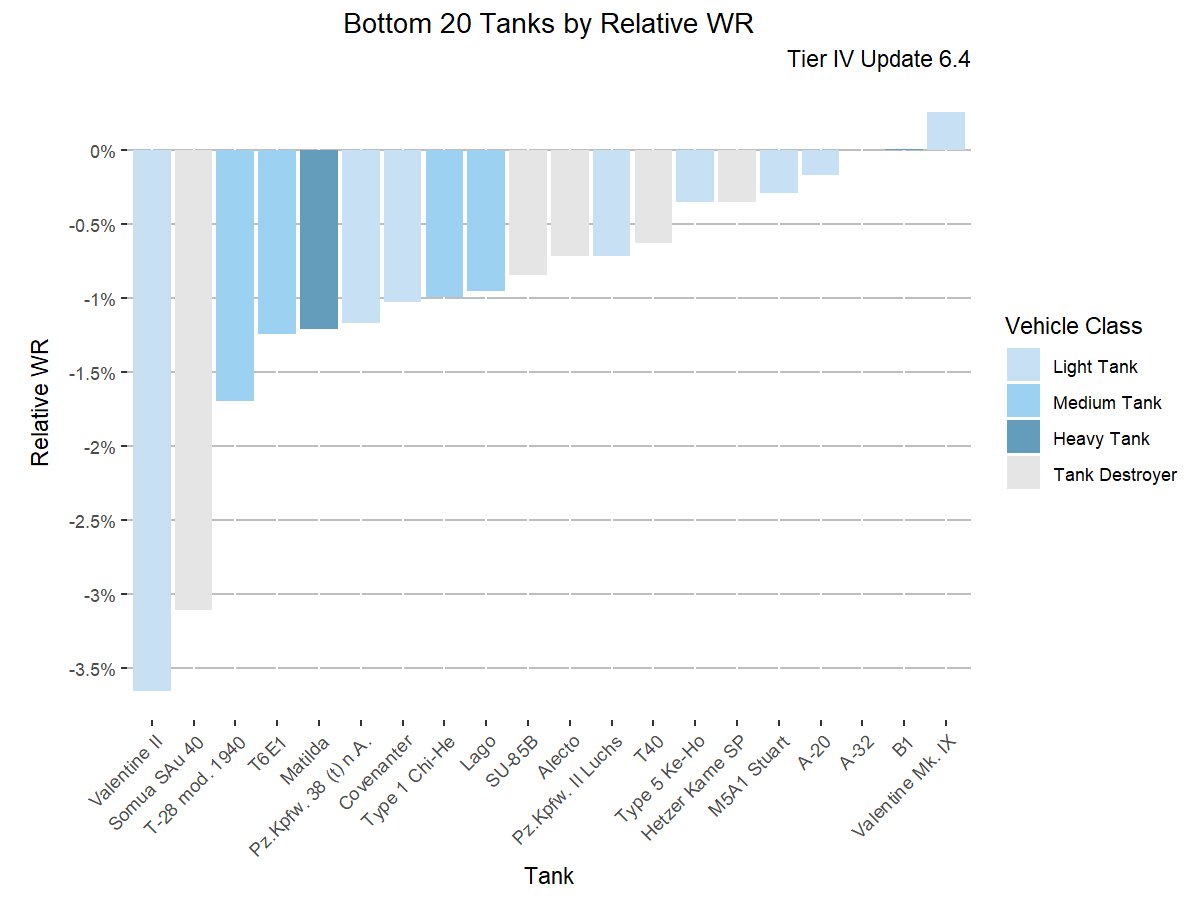 Bottom 20 Tanks by Relative WR
Tier IV Update 6.4
0%
-0.5%
-1%
-1.5%
-2%
-2.5%
-3%
-3.5%
Relative WR
Valentine II
Somua SAu 40
T-28 mod. 1940
T6E1
Matilda
Pz.Kpfw. 38 (t) n.A.
Covenanter
Type 1 Chi-He
Lago
SU-85B
Alecto
Pz.Kpfw. II Luchs
T40
Type 5 Ke-Ho
Hetzer Kame SP
M5A1 Stuart
A-20
A-32
B1
Valentine Mk. IX
Tank
Vehicle Class
Light Tank
Medium Tank
Heavy Tank
Tank Destroyer